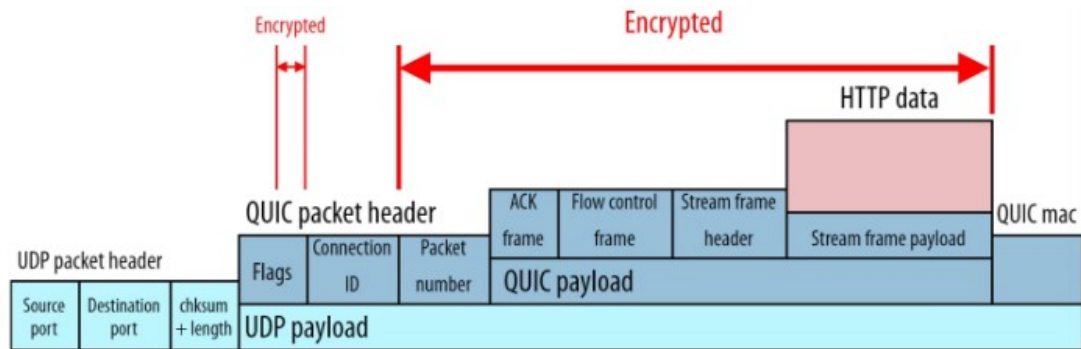 Encrypted
Encrypted
HTTP data
QUIC packet header
ACK
frame
Flow control
frame
Stream frame
header
QUIC mac
Stream frame payload
UDP packet header
Flags
Connection
ID
Packet
number
QUIC payload
Source
port
Destination
port
chksum
+ length
UDP payload